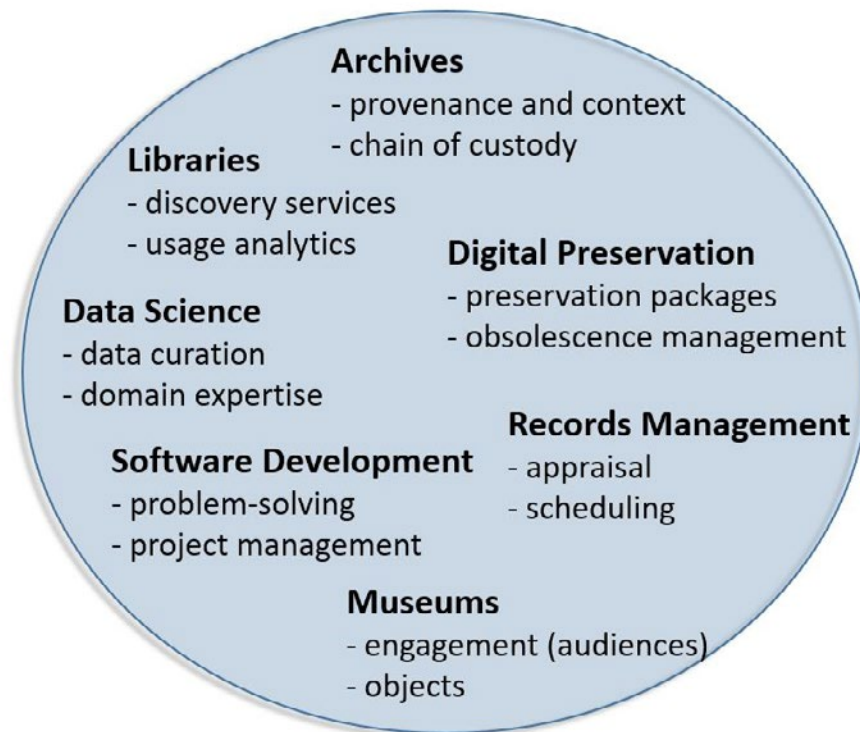 Archives
- provenance and context
- chain of custody
Libraries
- discovery services
- usage analytics
Digital Preservation
- preservation packages
- obsolescence management
Data Science
- data curation
- domain expertise
Records Management
- appraisal
- scheduling
Software Development
- problem-solving
- project management
Museums
- engagement (audiences)
- objects